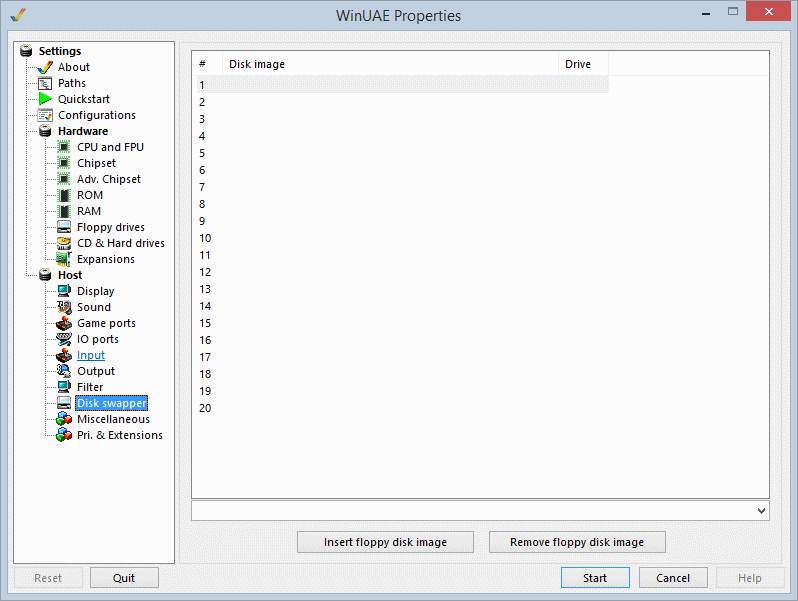 WinUAE Properties
Settings
About
Paths
Quickstart
Configurations
Hardware
CPU and FPU
Chipset
Adv. Chipset
ROM
RAM
Floppy drives
CD & Hard drives
Expansions
Host
Display
Sound
Game ports
IO ports
Input
Output
Filter
Disk swapper
Miscellaneous
Pri. & Extensions
# Disk image Drive
1
2
3
4
5
6
7
8
9
10
11
12
13
14
15
16
17
18
19
20
Insert floppy disk image Remove floppy disk image
Reset Quit Start Cancel Help